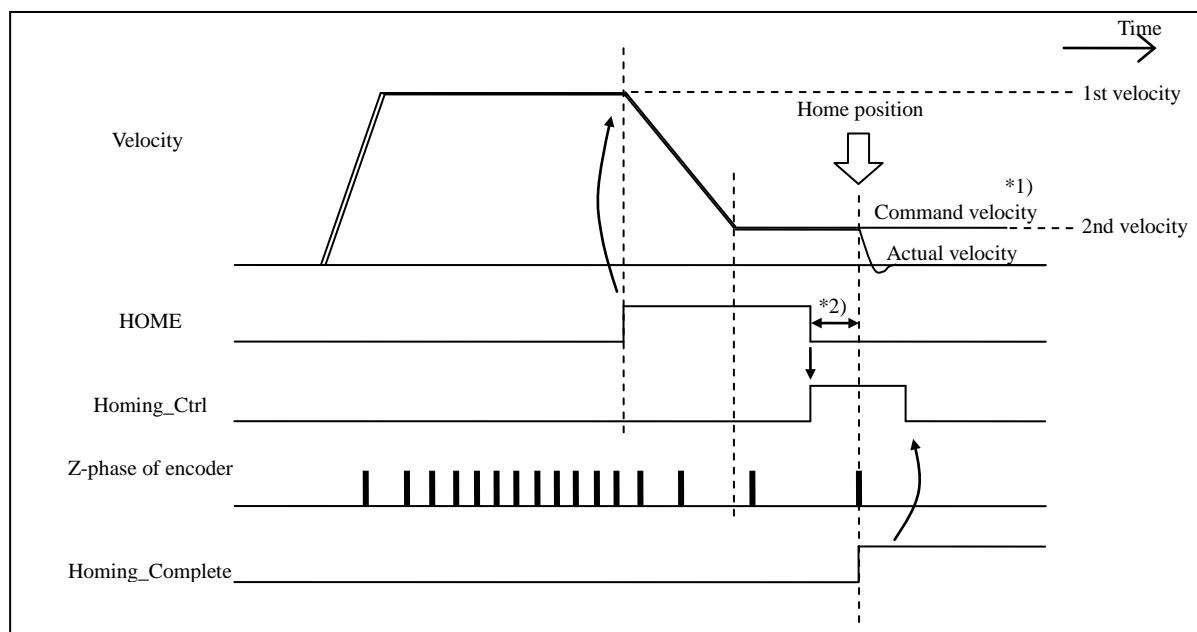 Time
1st velocity
Home position
Velocity
*1)
Command velocity
2nd velocity
Actual velocity
*2)
HOME
Homing_Ctrl
Z-phase of encoder
Homing_Complete